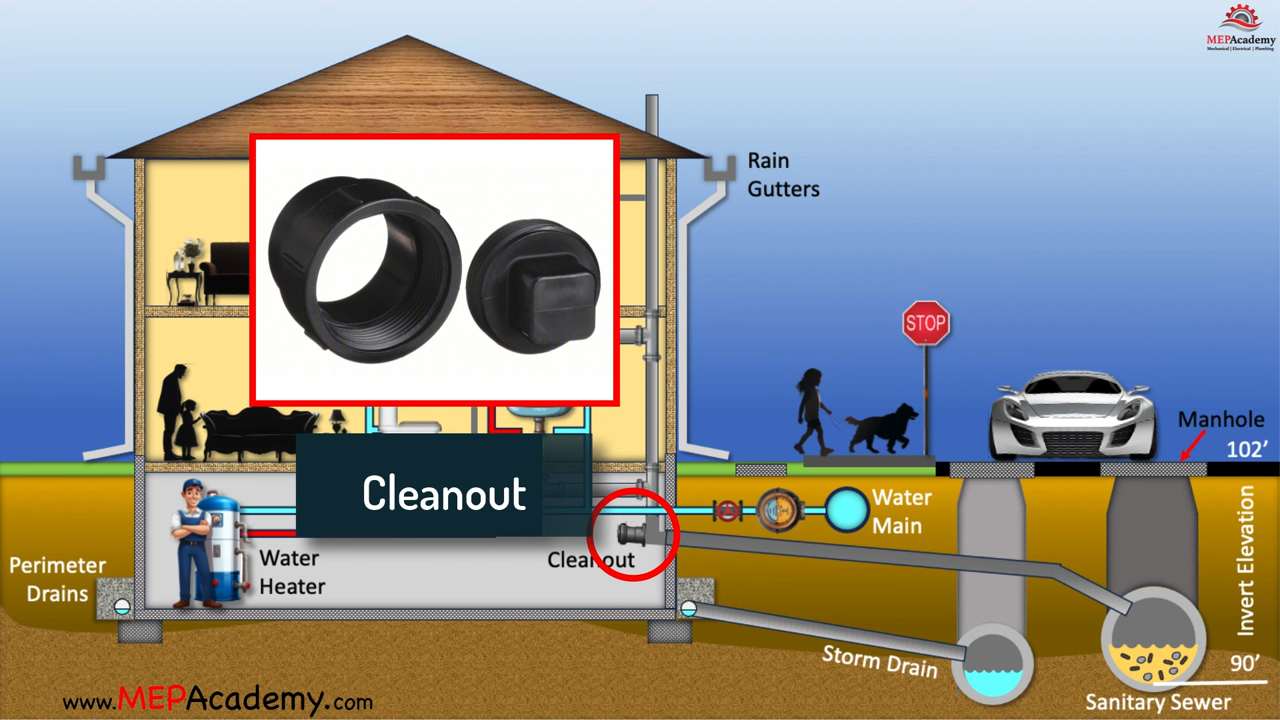 MEPAcademy
Mechanical | Electrical | Plumbing
Rain
Gutters
STOP
Manhole
102’
Cleanout
Water
Main
Cleanout
Water
Heater
Perimeter
Drains
Invert Elevation
Storm Drain
90’
Sanitary Sewer
www.MEPAcademy.com